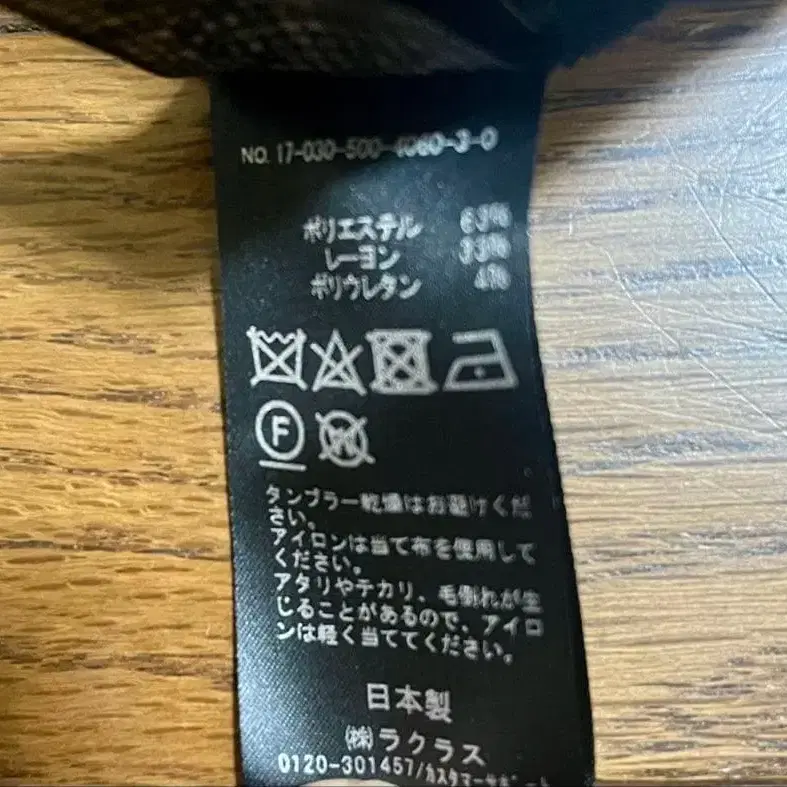 NO. 17-030-500-4060-3-0
ポリエステル 63%
レーヨン 33%
ポリウレタン 4%
F
W
タンブラー乾燥はお避けくだ
さい。
アイロンは当て布を使用して
ください。
アタリやテカリ、毛倒れが生
じることがあるので、アイロ
ンは軽く当ててください。
日本製
㈱ラクラス
0120-301457/カスタマーサポート